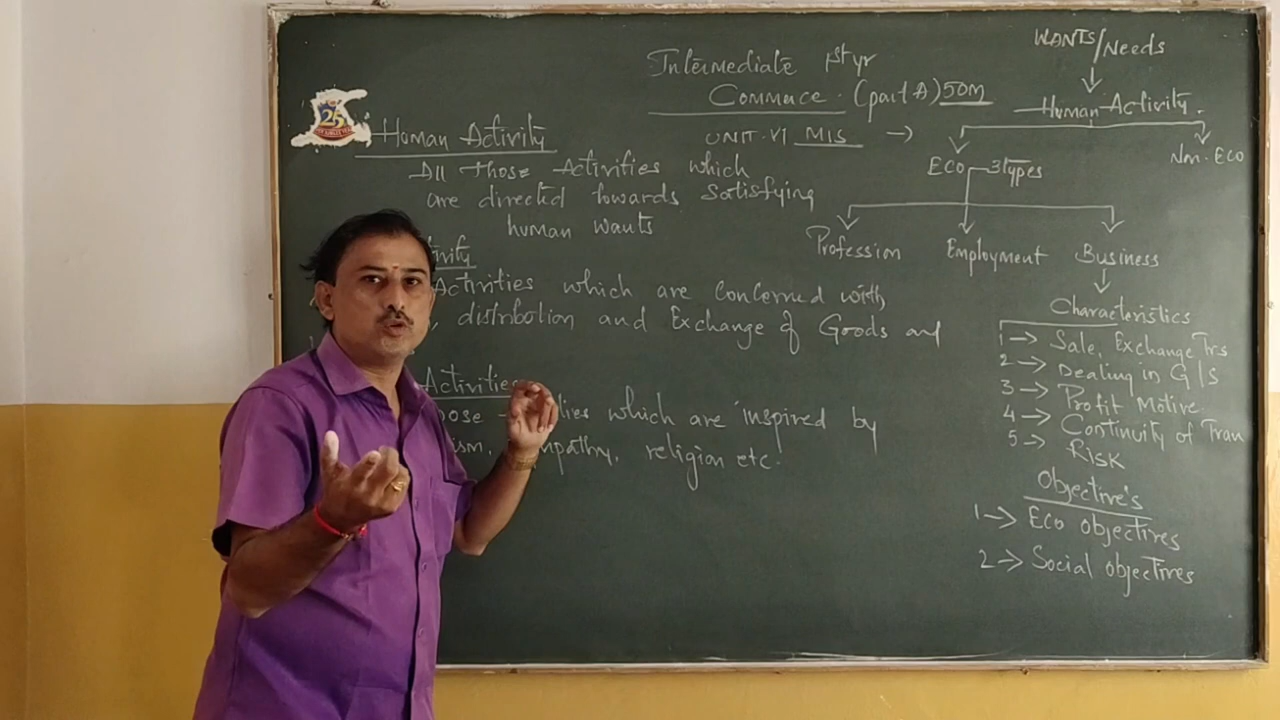 Intermediate 1st yr
Commerce. (part A) 50M
UNIT-VI MIS →
25
Human Activity
All Those Activities which
are directed towards Satisfying
human wants
Activities which are Concerned with
, distribution and Exchange of Goods and
Activities
which are inspired by
religion etc.
WANTS/Needs
Human Activity.
ECO 3 types
Non-ECO
Profession Employment Business
Characteristics
1 → Sale, Exchange Trs
2 → Dealing in G/S
3 → Profit Motive
4 → Continuity of Tran
5 → Risk
Objective's
1 → Eco objectives
2 → Social objectives